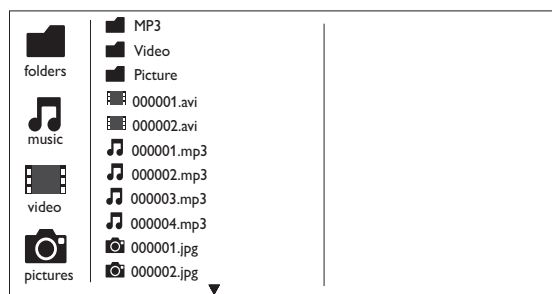 folders
music
video
pictures
MP3
Video
Picture
000001.avi
000002.avi
000001.mp3
000002.mp3
000003.mp3
000004.mp3
000001.jpg
000002.jpg